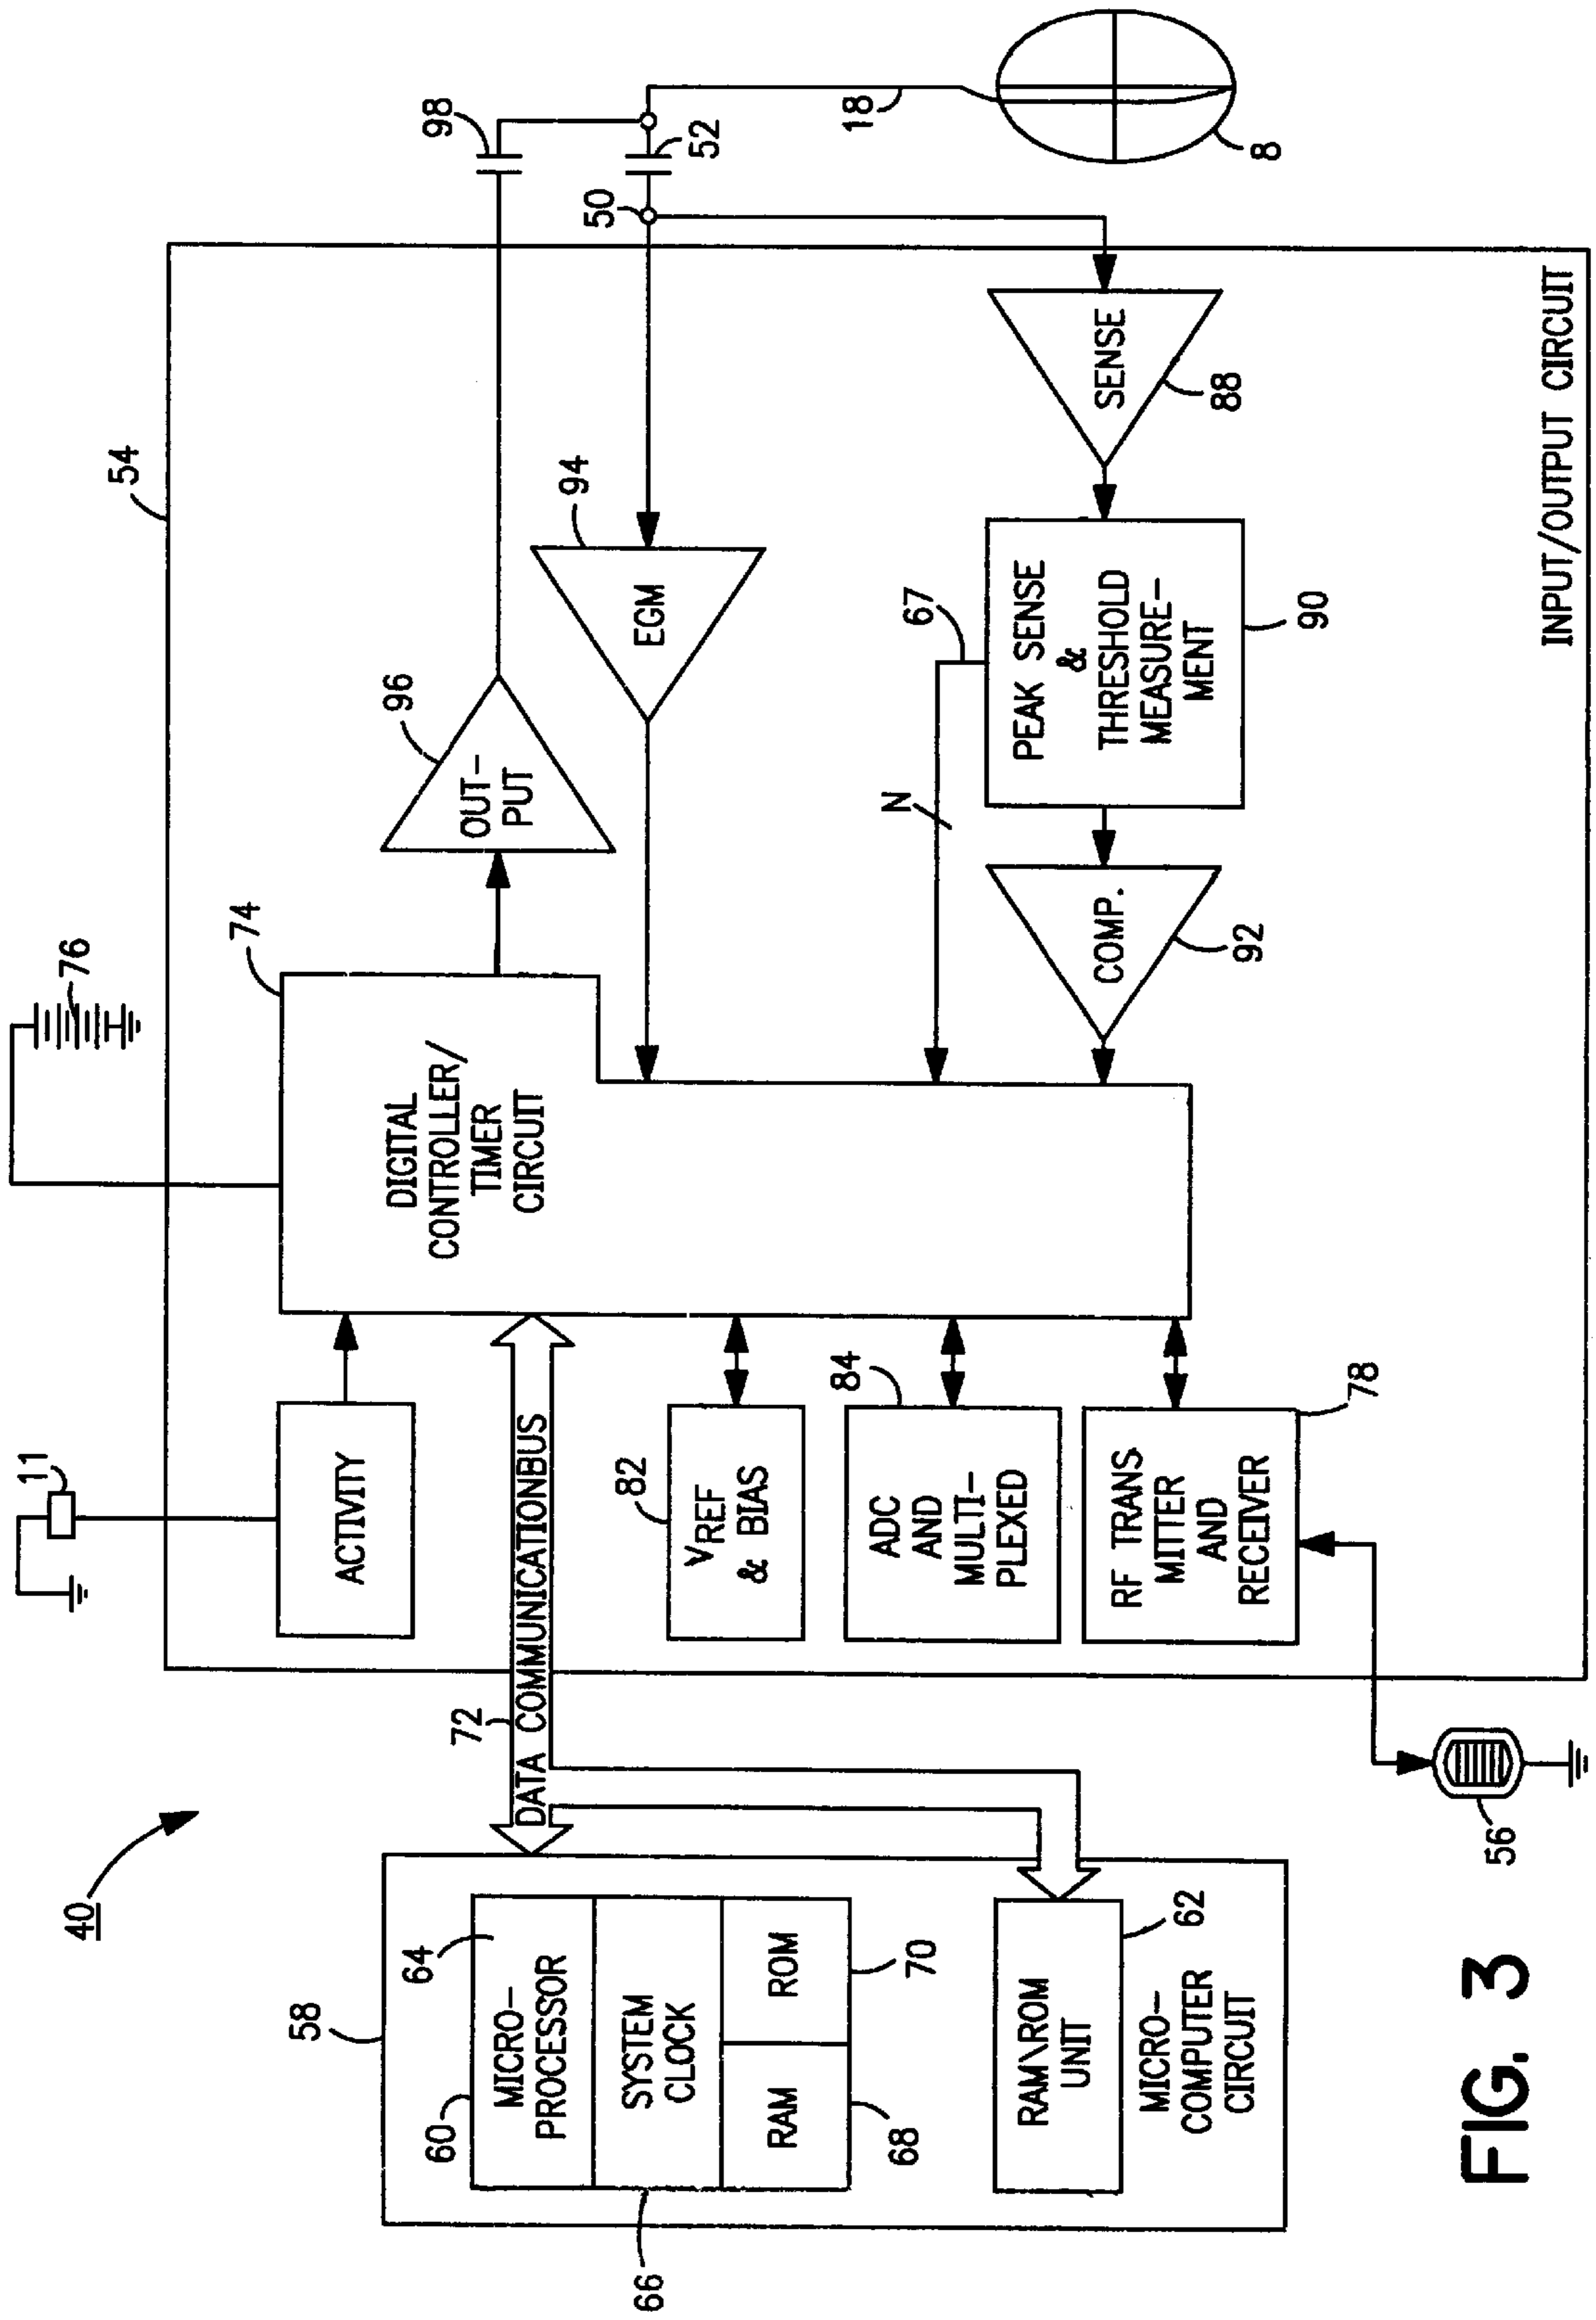 40
58
60
MICRO-
PROCESSOR
64
SYSTEM
CLOCK
66
RAM
ROM
68
70
RAM\ROM
UNIT
62
MICRO-
COMPUTER
CIRCUIT
72
DATA COMMUNICATIONBUS
56
11
ACTIVITY
82
VREF
& BIAS
84
ADC
AND
MULTI-
PLEXED
RF TRANS
MITTER
AND
RECEIVER
78
76
74
DIGITAL
CONTROLLER/
TIMER
CIRCUIT
54
96
OUT-
PUT
94
EGM
67
N
PEAK SENSE
&
THRESHOLD
MEASURE-
MENT
90
COMP.
92
SENSE
88
98
50
52
18
8
INPUT/OUTPUT CIRCUIT
FIG. 3